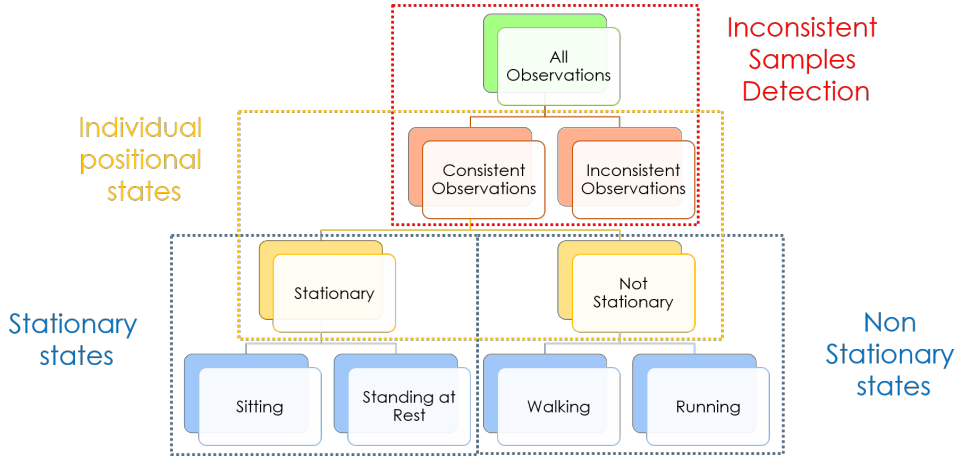 Inconsistent
Samples
Detection
All
Observations
Individual
positional
states
Consistent
Observations
Inconsistent
Observations
Stationary
Not
Stationary
Stationary
states
Non
Stationary
states
Sitting
Standing at
Rest
Walking
Running